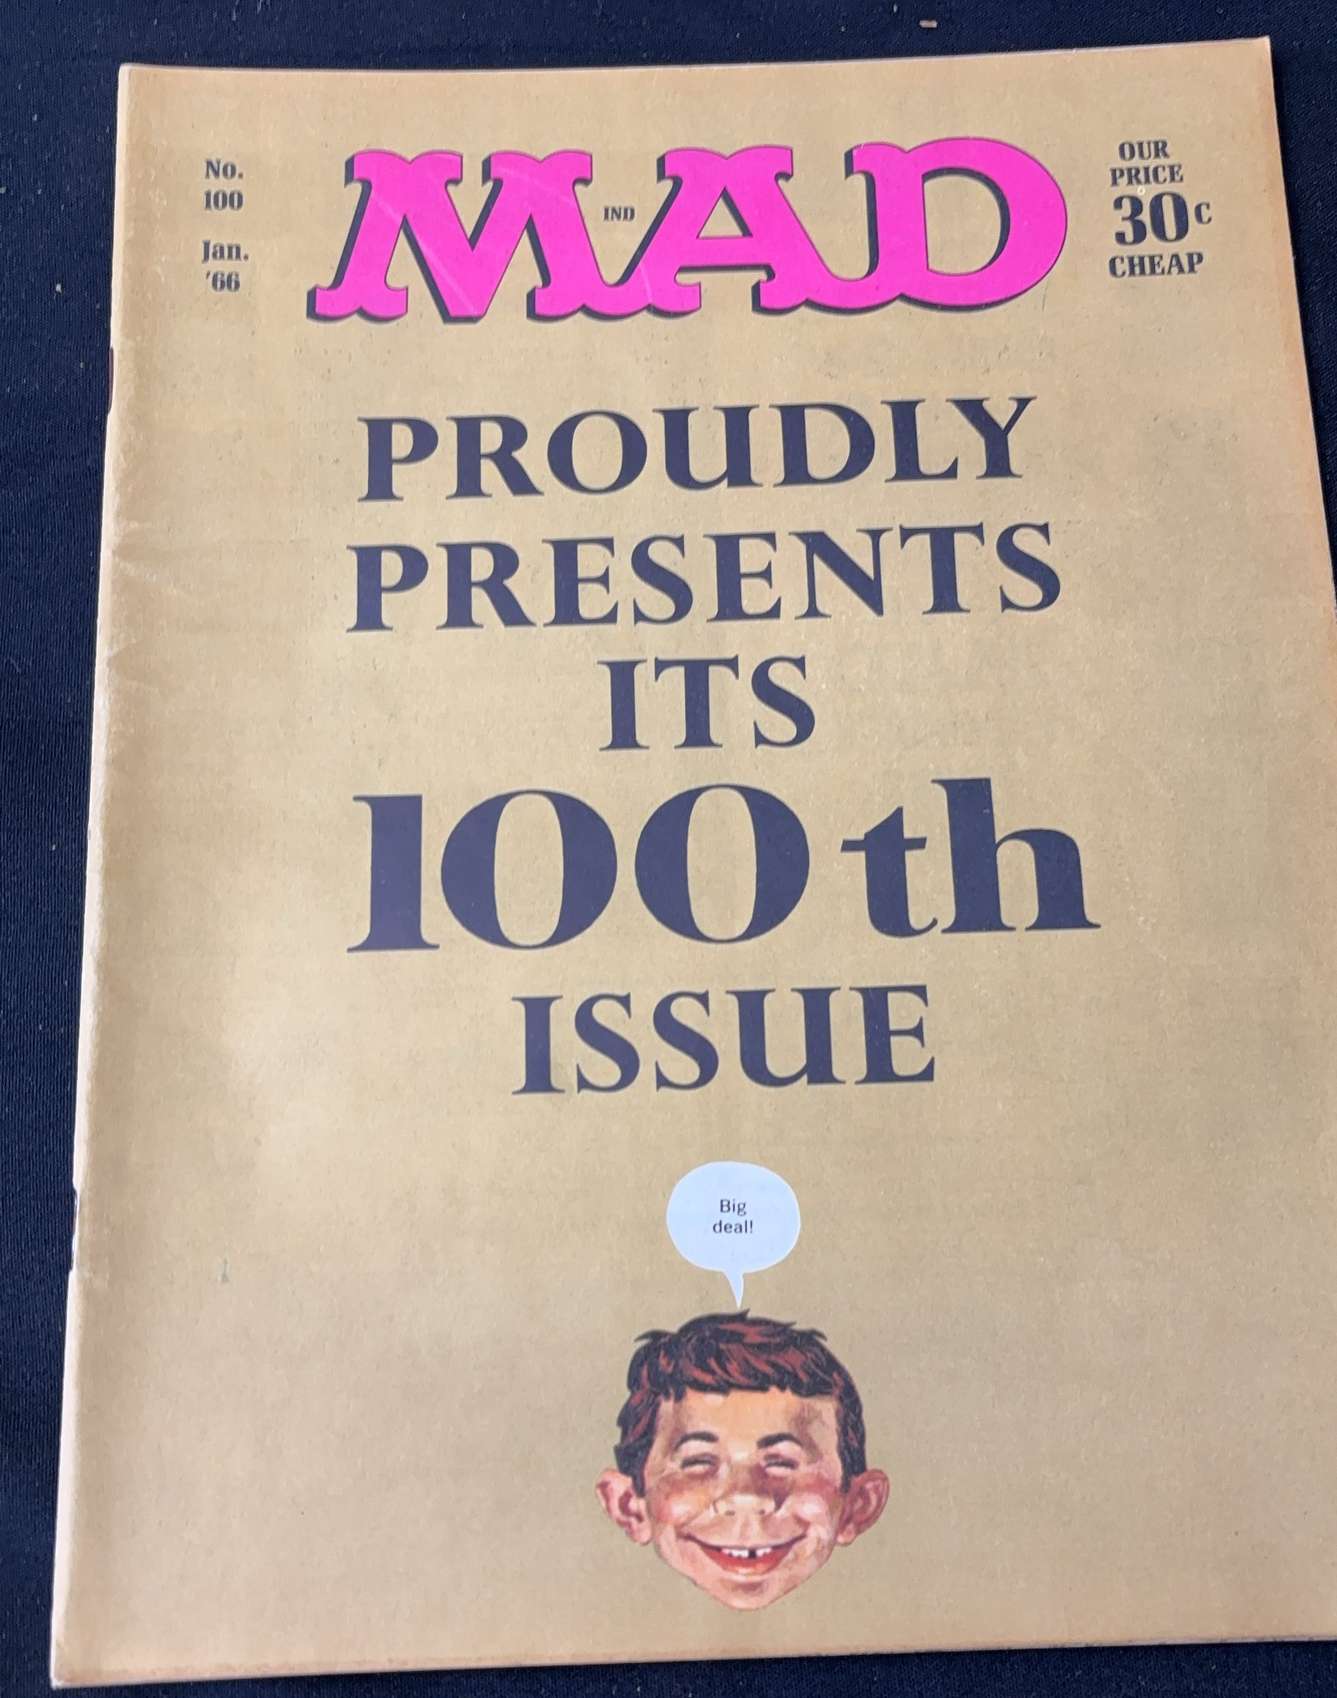 No.
100
Jan.
'66
MAD
IND
OUR
PRICE
30c
CHEAP
PROUDLY
PRESENTS
ITS
100th
ISSUE
Big
deal!